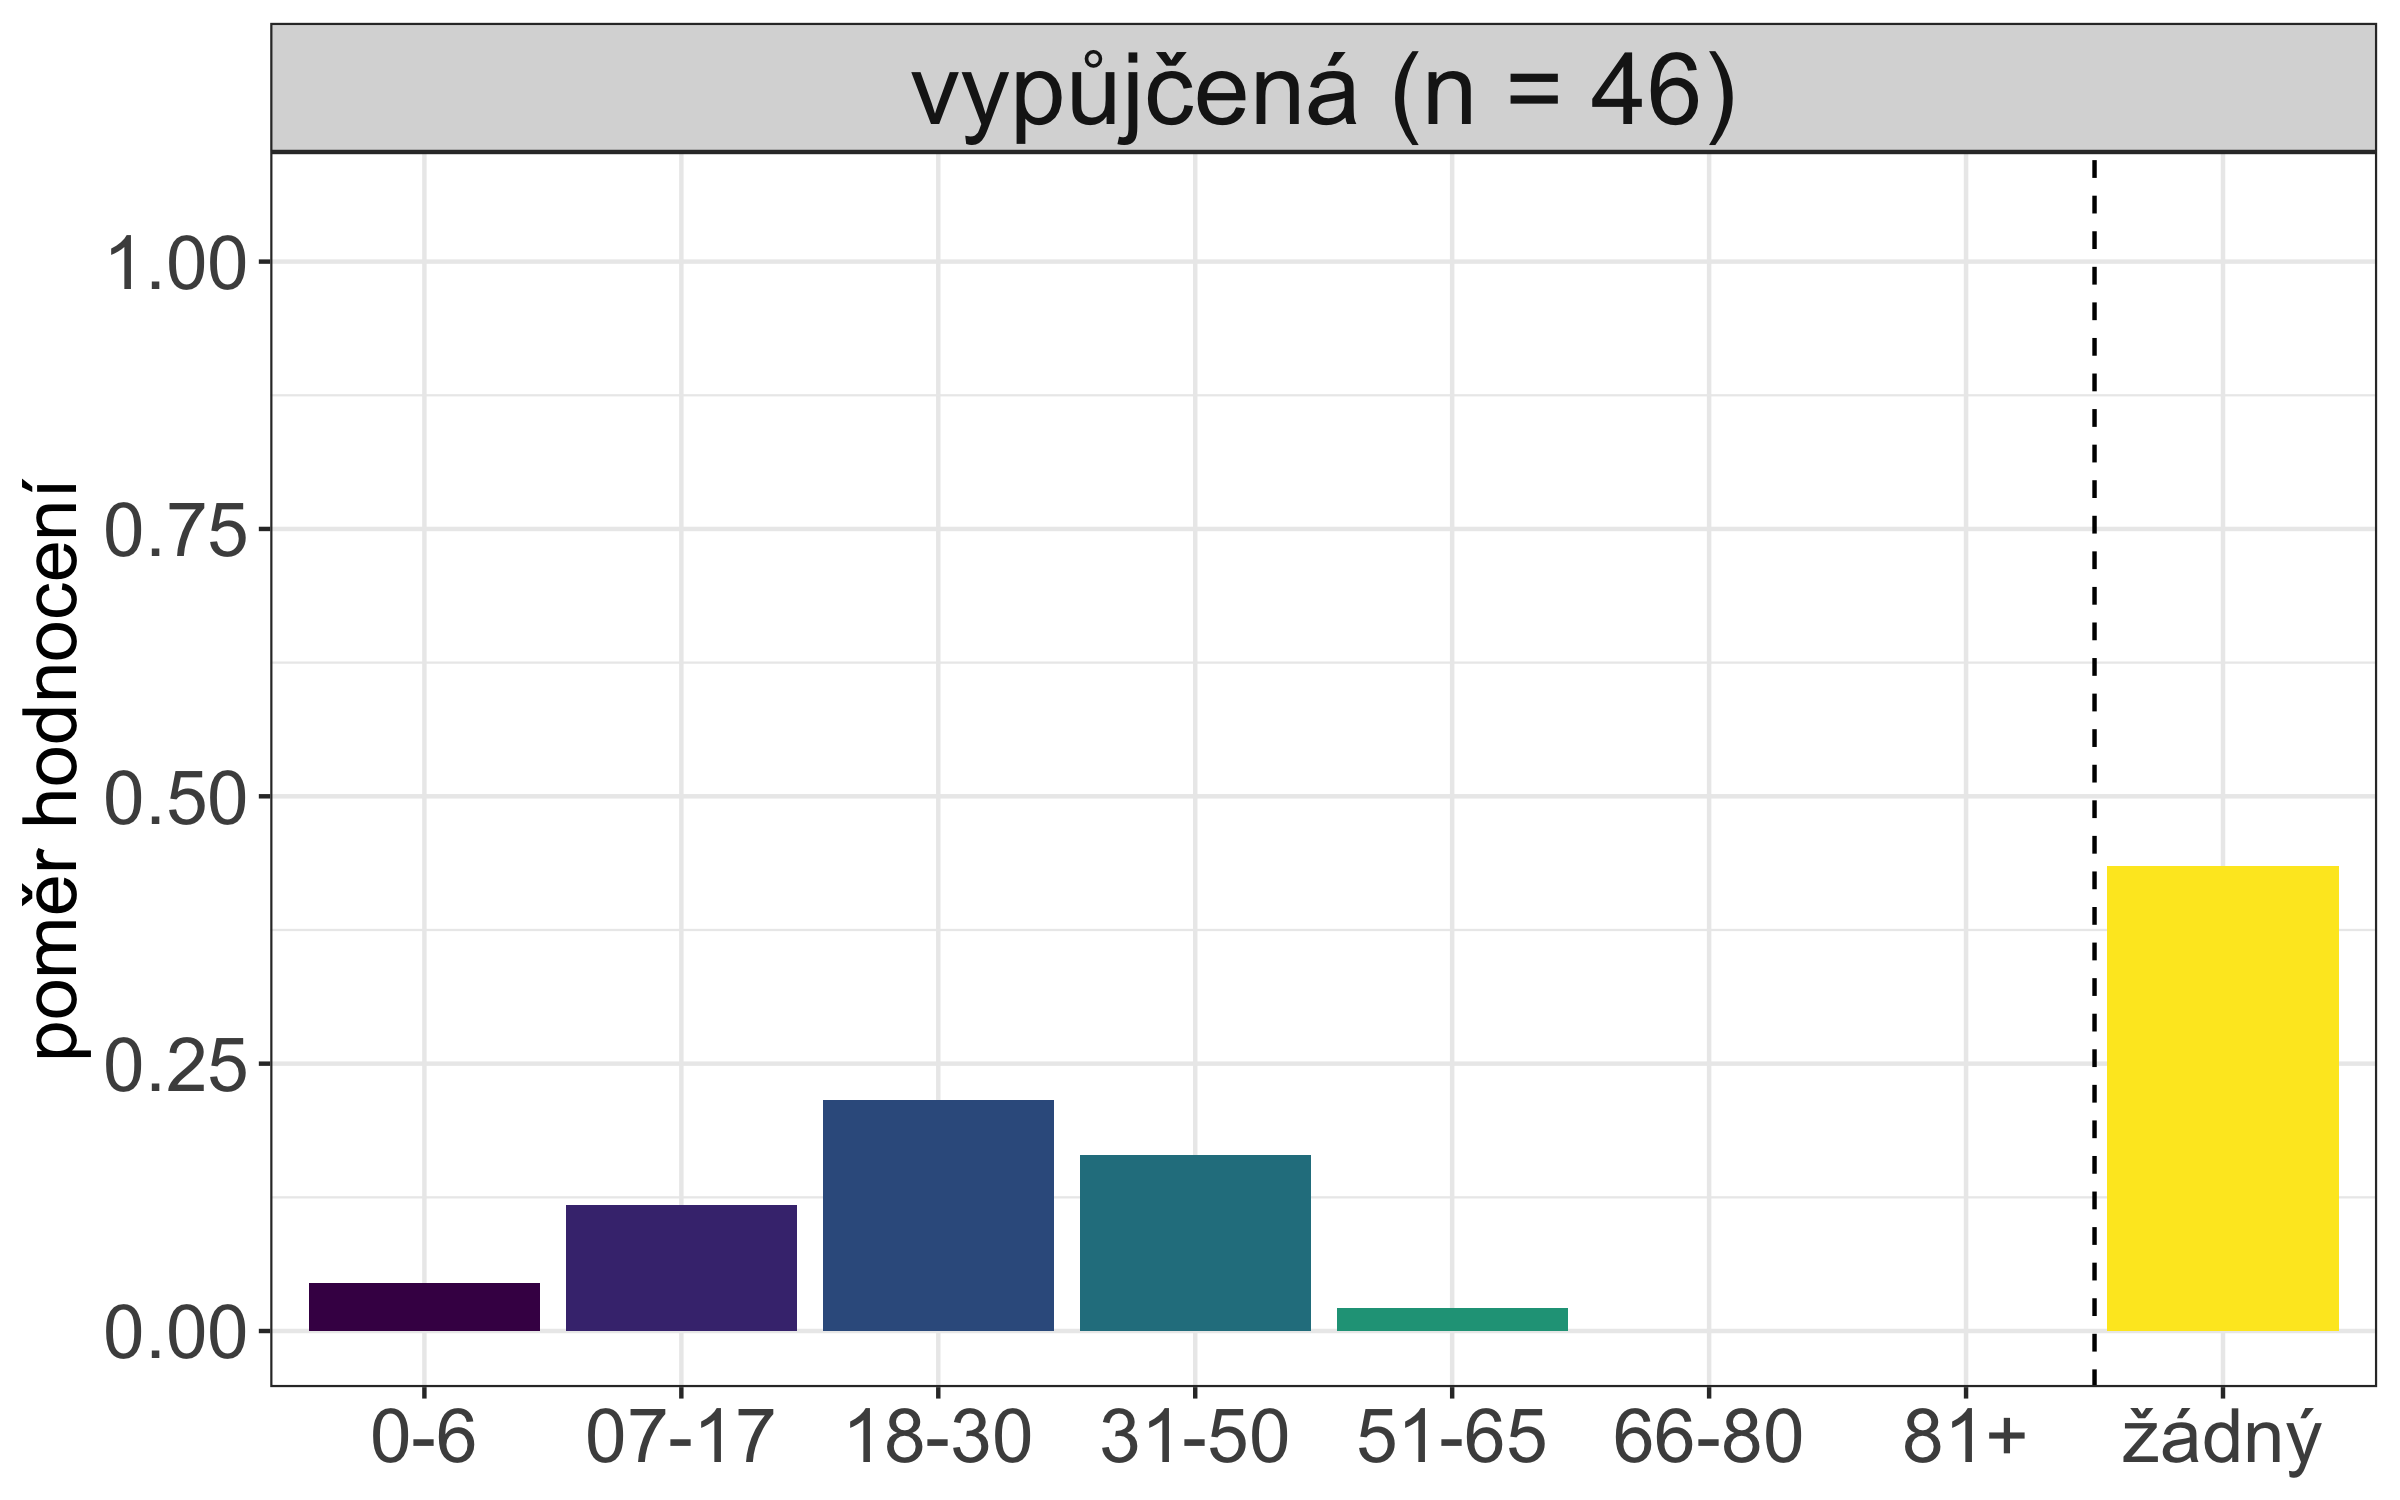 vypůjčená (n = 46)
poměr hodnocení
1.00
0.75
0.50
0.25
0.00
0-6 07-17 18-30 31-50 51-65 66-80 81+ žádný